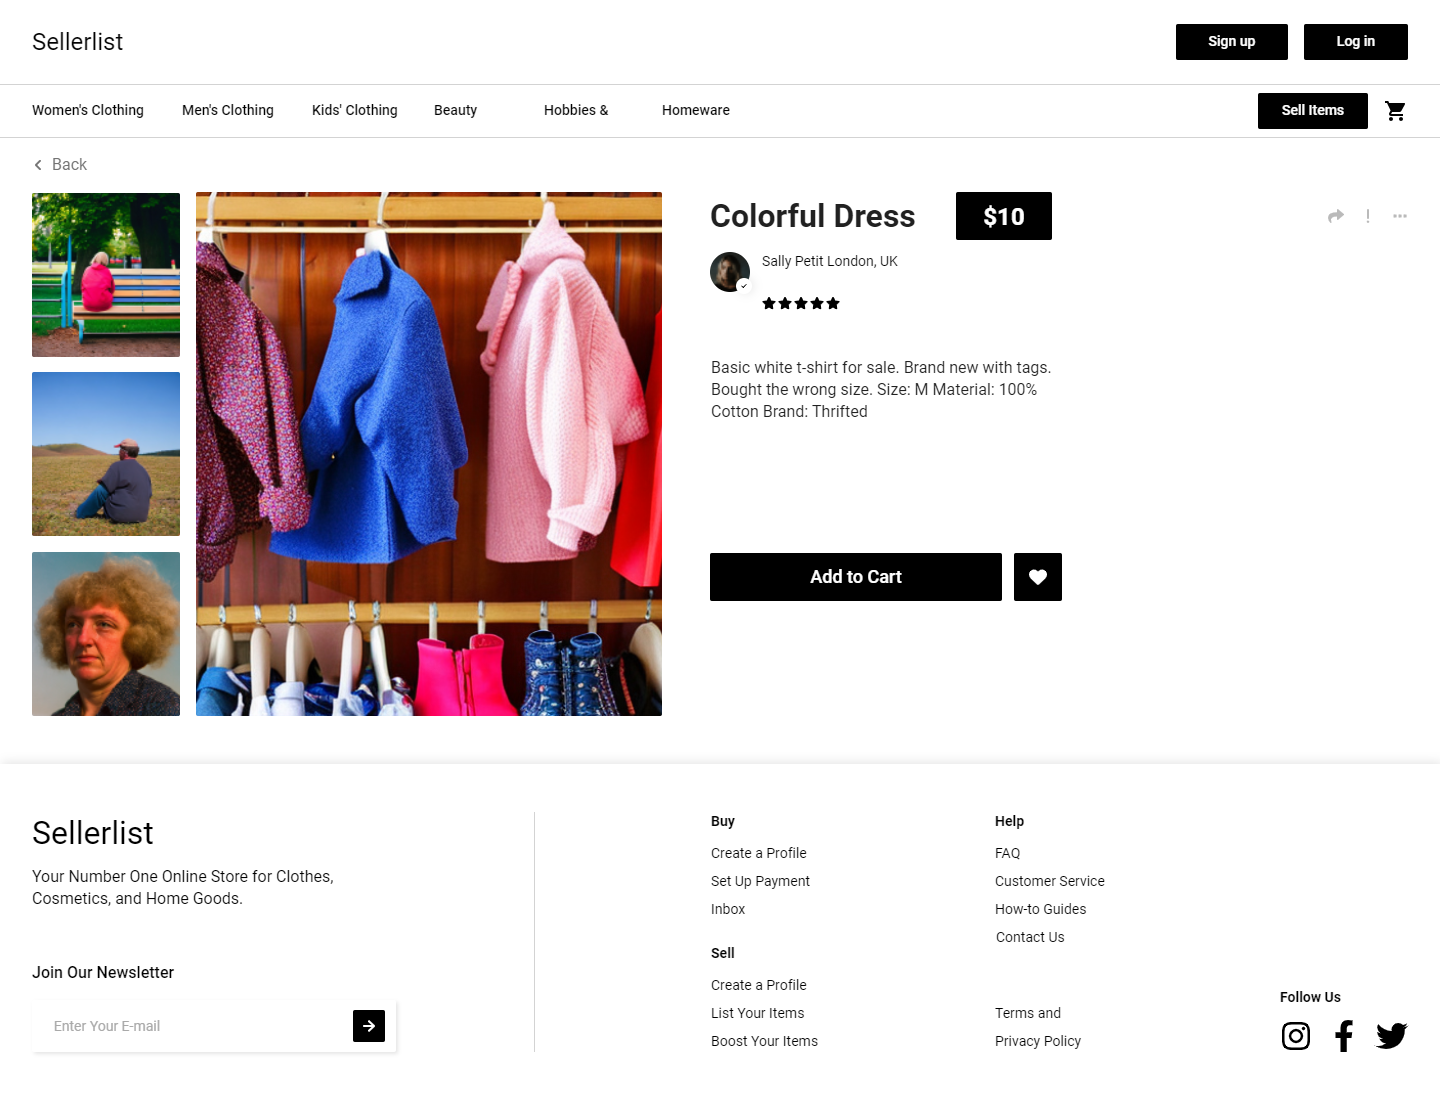 Sellerlist
Sign up
Log in
Women's Clothing
Men's Clothing
Kids' Clothing
Beauty
Hobbies &
Homeware
Sell Items
Back
Colorful Dress
$10
Sally Petit London, UK
Basic white t-shirt for sale. Brand new with tags.
Bought the wrong size. Size: M Material: 100%
Cotton Brand: Thrifted
Add to Cart
Sellerlist
Your Number One Online Store for Clothes,
Cosmetics, and Home Goods.
Join Our Newsletter
Enter Your E-mail
Buy
Create a Profile
Set Up Payment
Inbox
Sell
Create a Profile
List Your Items
Boost Your Items
Help
FAQ
Customer Service
How-to Guides
Contact Us
Terms and
Privacy Policy
Follow Us